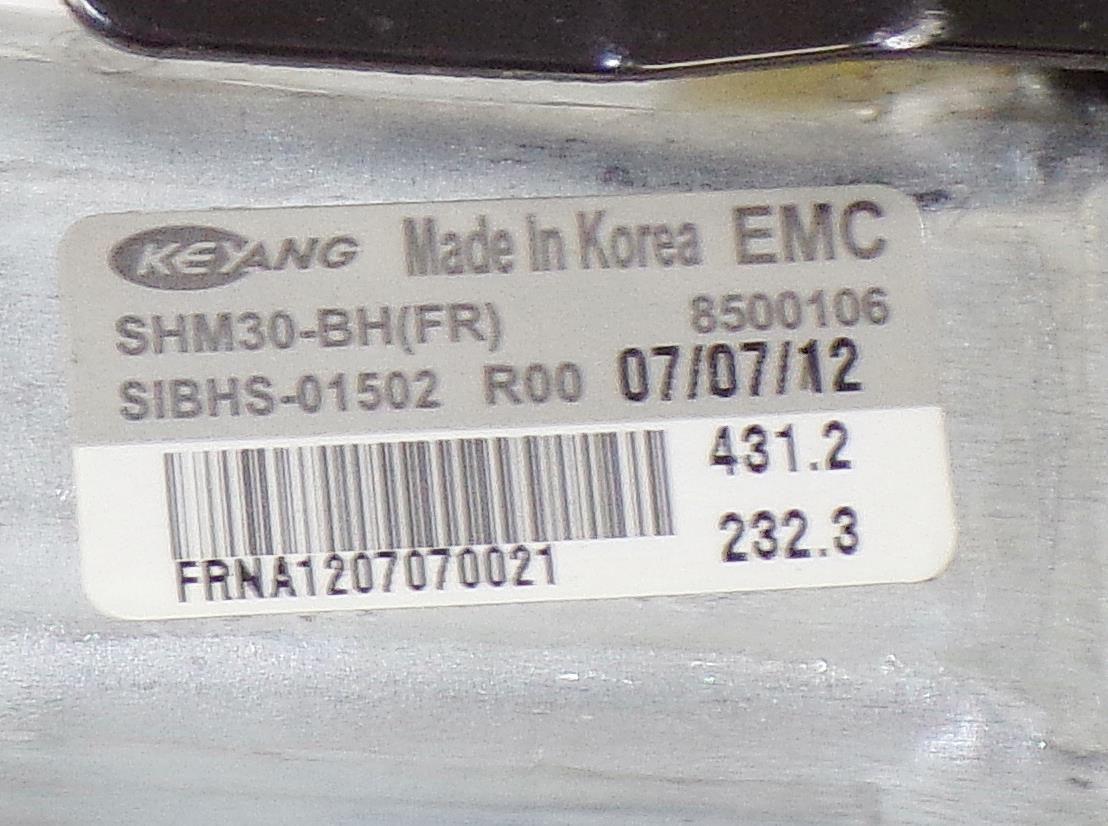 KEYANG Made in Korea EMC
SHM30-BH(FR) 8500106
SIBHS-01502 R00 07/07/12
431.2
232.3
FRNA1207070021